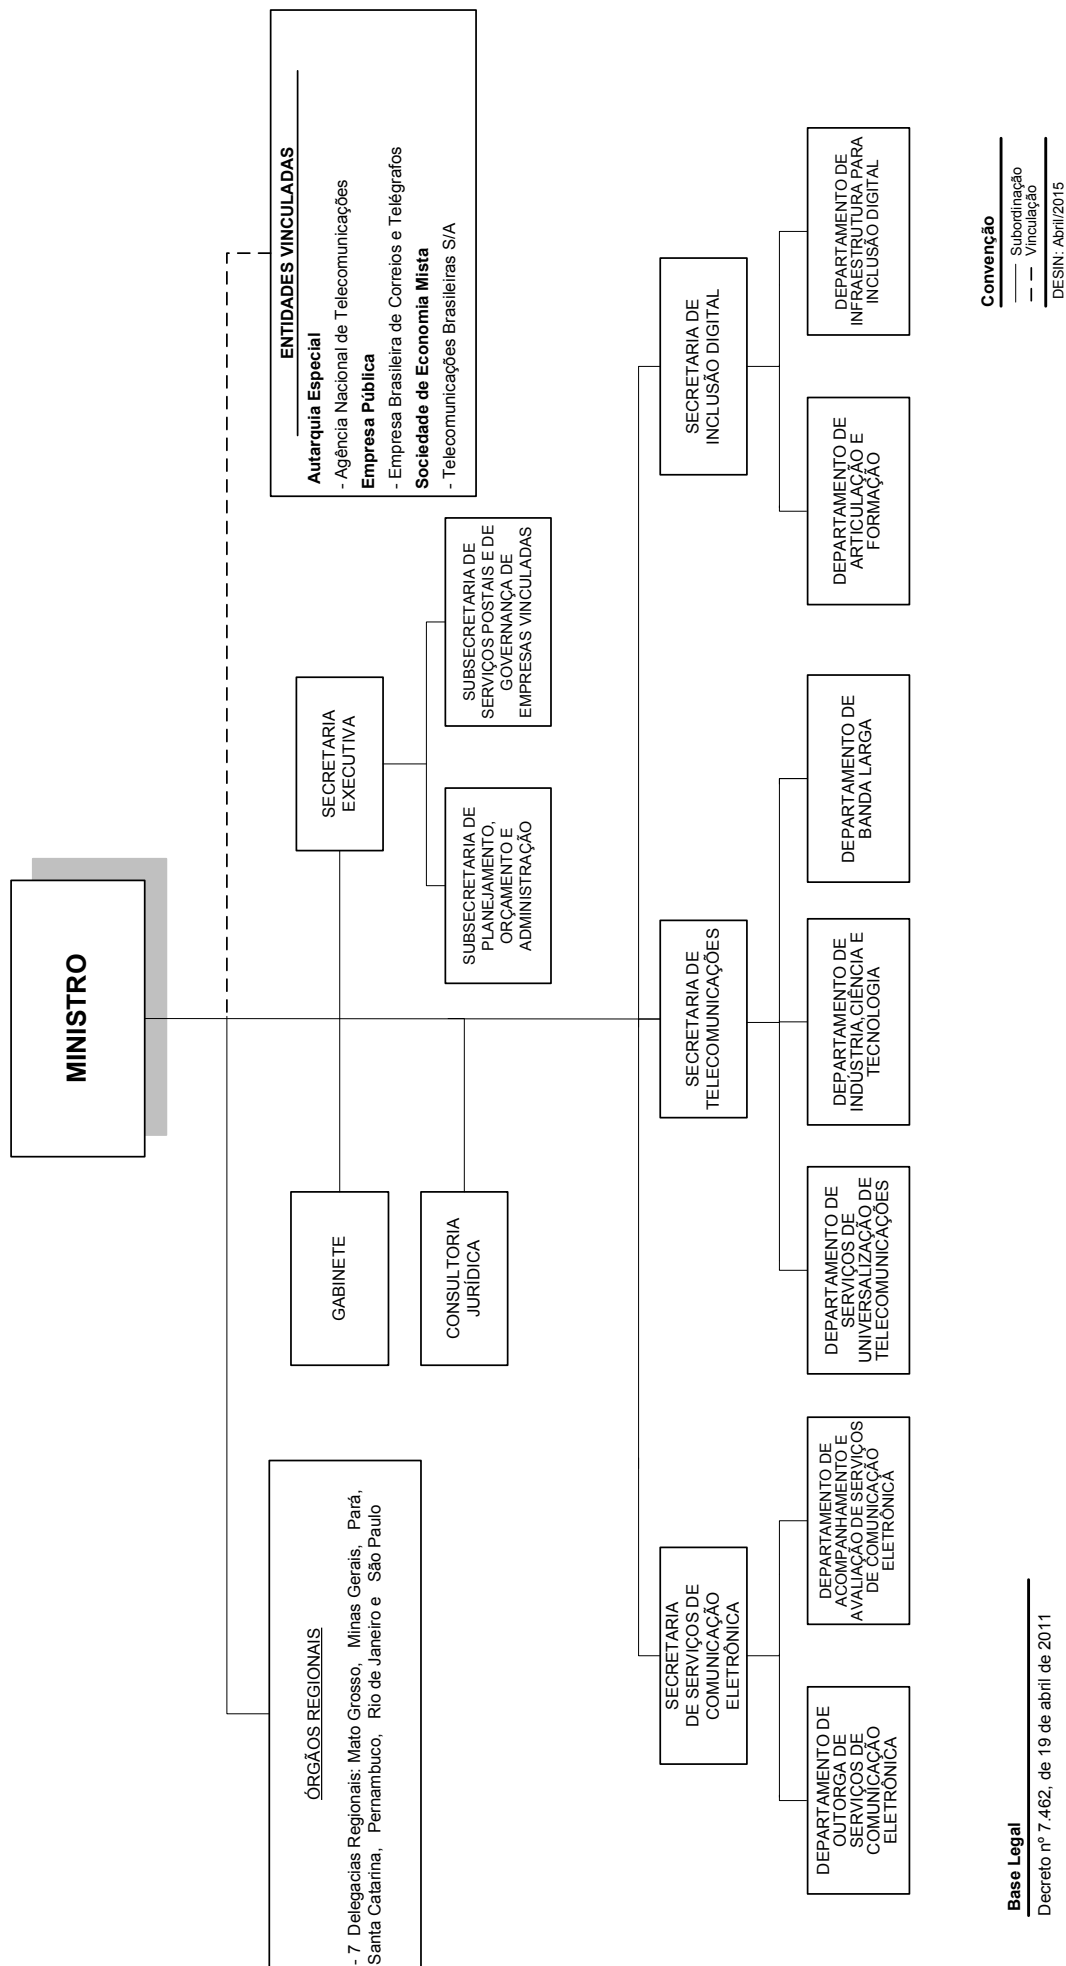 MINISTRO
ÓRGÃOS REGIONAIS
- 7 Delegacias Regionais: Mato Grosso, Minas Gerais, Pará,
Santa Catarina, Pernambuco, Rio de Janeiro e São Paulo
GABINETE
CONSULTORIA
JURÍDICA
SECRETARIA
EXECUTIVA
SUBSECRETARIA DE
PLANEJAMENTO,
ORÇAMENTO E
ADMINISTRAÇÃO
SUBSECRETARIA DE
SERVIÇOS POSTAIS E DE
GOVERNANÇA DE
EMPRESAS VINCULADAS
ENTIDADES VINCULADAS
Autarquia Especial
- Agência Nacional de Telecomunicações
Empresa Pública
- Empresa Brasileira de Correios e Telégrafos
Sociedade de Economia Mista
- Telecomunicações Brasileiras S/A
SECRETARIA
DE SERVIÇOS DE
COMUNICAÇÃO
ELETRÔNICA
DEPARTAMENTO DE
OUTORGA DE
SERVIÇOS DE
COMUNICAÇÃO
ELETRÔNICA
DEPARTAMENTO DE
ACOMPANHAMENTO E
AVALIAÇÃO DE SERVIÇOS
DE COMUNICAÇÃO
ELETRÔNICA
SECRETARIA DE
TELECOMUNICAÇÕES
DEPARTAMENTO DE
SERVIÇOS DE
UNIVERSALIZAÇÃO DE
TELECOMUNICAÇÕES
DEPARTAMENTO DE
INDÚSTRIA,CIÊNCIA E
TECNOLOGIA
DEPARTAMENTO DE
BANDA LARGA
SECRETARIA DE
INCLUSÃO DIGITAL
DEPARTAMENTO DE
ARTICULAÇÃO E
FORMAÇÃO
DEPARTAMENTO DE
INFRAESTRUTURA PARA
INCLUSÃO DIGITAL
Base Legal
Decreto nº 7.462, de 19 de abril de 2011
Convenção
Subordinação
Vinculação
DESIN: Abril/2015